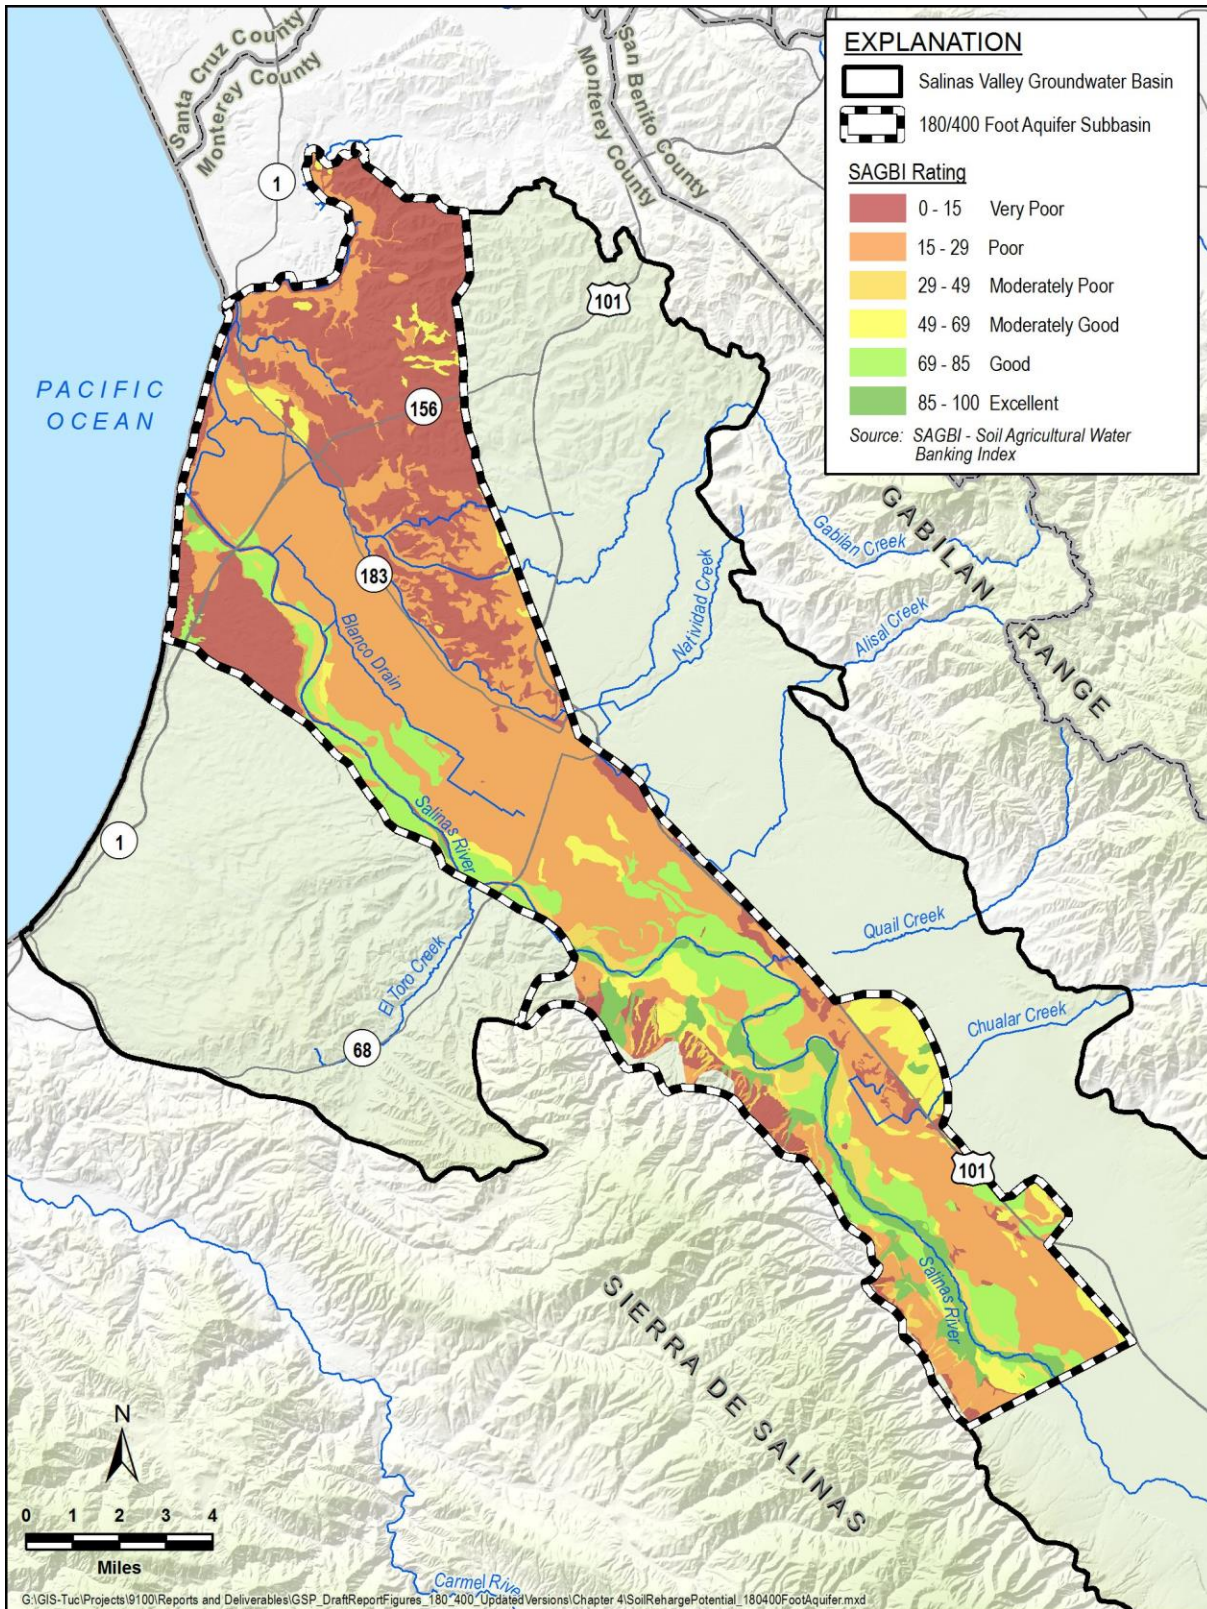 EXPLANATION
Salinas Valley Groundwater Basin
180/400 Foot Aquifer Subbasin
SAGBI Rating
0 - 15 Very Poor
15 - 29 Poor
29 - 49 Moderately Poor
49 - 69 Moderately Good
69 - 85 Good
85 - 100 Excellent
Source: SAGBI - Soil Agricultural Water
Banking Index
Santa Cruz County
Monterey County
San Benito County
Monterey County
1
101
PACIFIC
OCEAN
156
GABILAN
RANGE
Gabilan Creek
183
Natividad Creek
Alisal Creek
Blanco Drain
1
Salinas River
Quail Creek
El Toro Creek
Chualar Creek
68
101
Salinas River
SIERRA DE SALINAS
N
0 1 2 3 4
Miles
Carmel River
G:\GIS-Tuc\Projects\9100\Reports and Deliverables\GSP_DraftReportFigures_180_400_UpdatedVersions\Chapter 4\SoilRehargePotential_180400FootAquifer.mxd